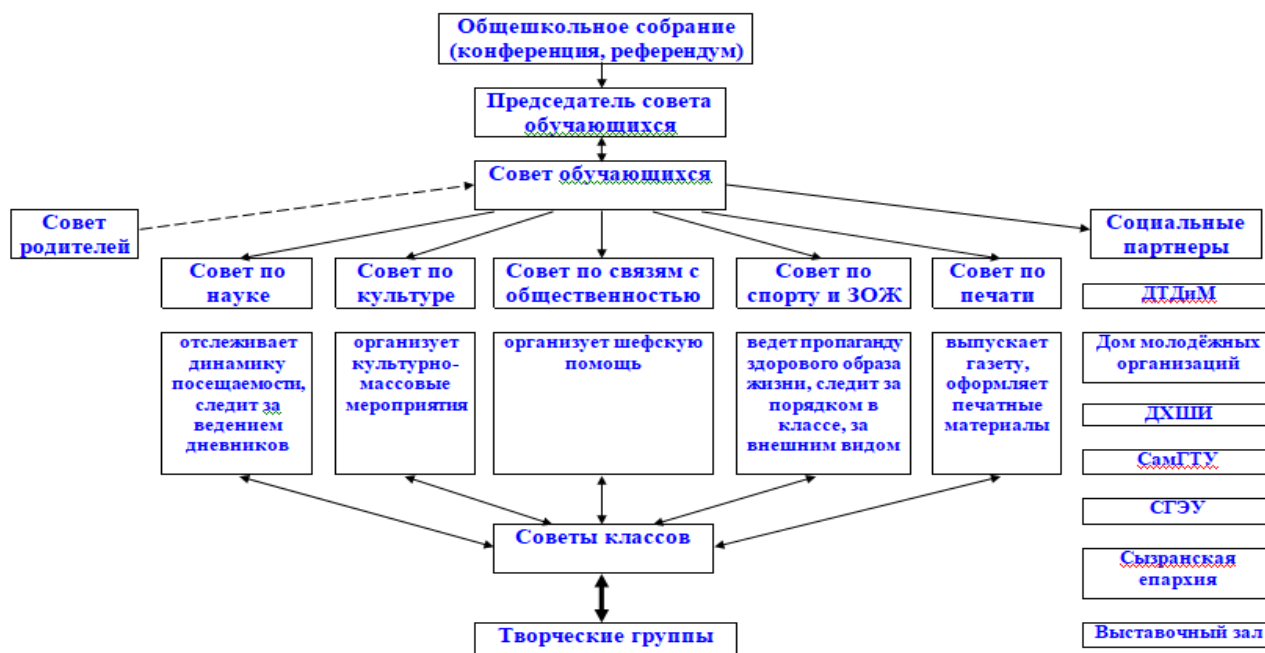 Общешкольное собрание
(конференция, референдум)
Председатель совета
обучающихся
Совет обучающихся
Совет
родителей
Социальные
партнеры
Совет по
науке
Совет по
культуре
Совет по связям с
общественностью
Совет по
спорту и ЗОЖ
Совет по
печати
отслеживает
динамику
посещаемости,
следит за
ведением
дневников
организует
культурно-
массовые
мероприятия
организует шефскую
помощь
ведет пропаганду
здорового образа
жизни, следит за
порядком в
классе, за
внешним видом
выпускает
газету,
оформляет
печатные
материалы
ДТДиМ
Дом молодёжных
организаций
ДХШИ
СамГТУ
СГЭУ
Сызранская
епархия
Выставочный зал
Советы классов
Творческие группы